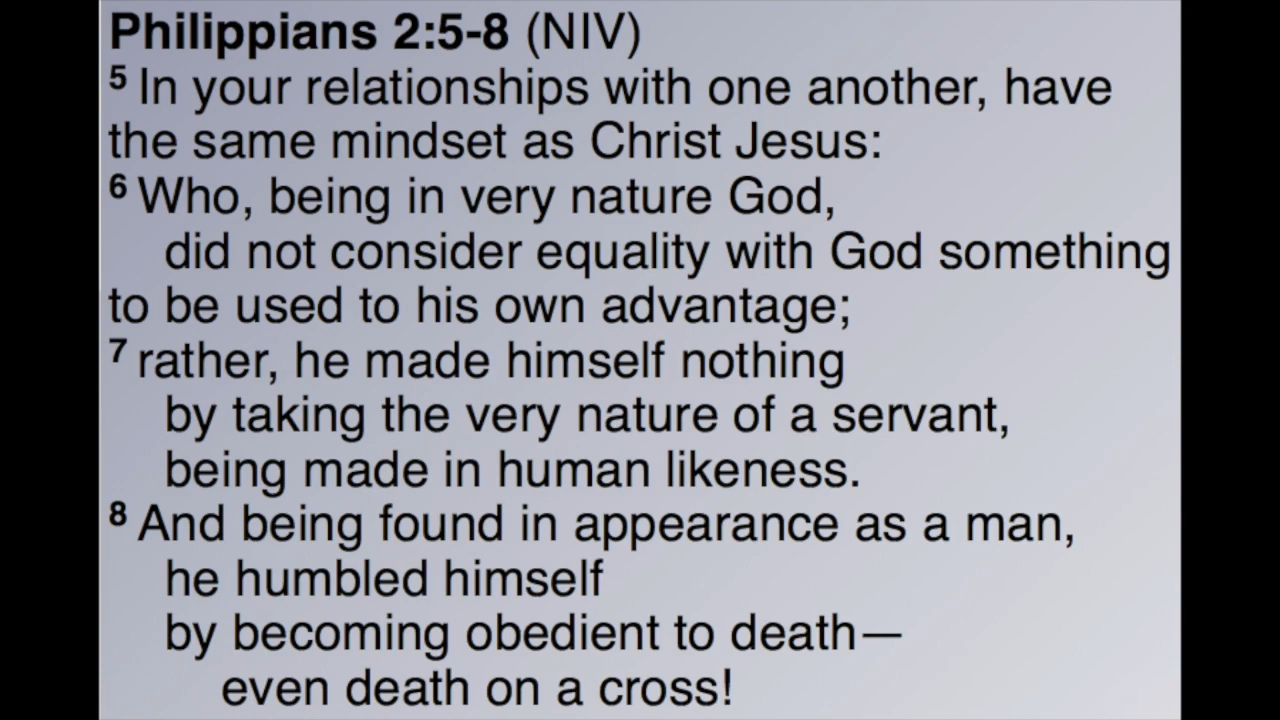 Philippians 2:5-8 (NIV)
5 In your relationships with one another, have
the same mindset as Christ Jesus:
6 Who, being in very nature God,
did not consider equality with God something
to be used to his own advantage;
7 rather, he made himself nothing
by taking the very nature of a servant,
being made in human likeness.
8 And being found in appearance as a man,
he humbled himself
by becoming obedient to death—
even death on a cross!